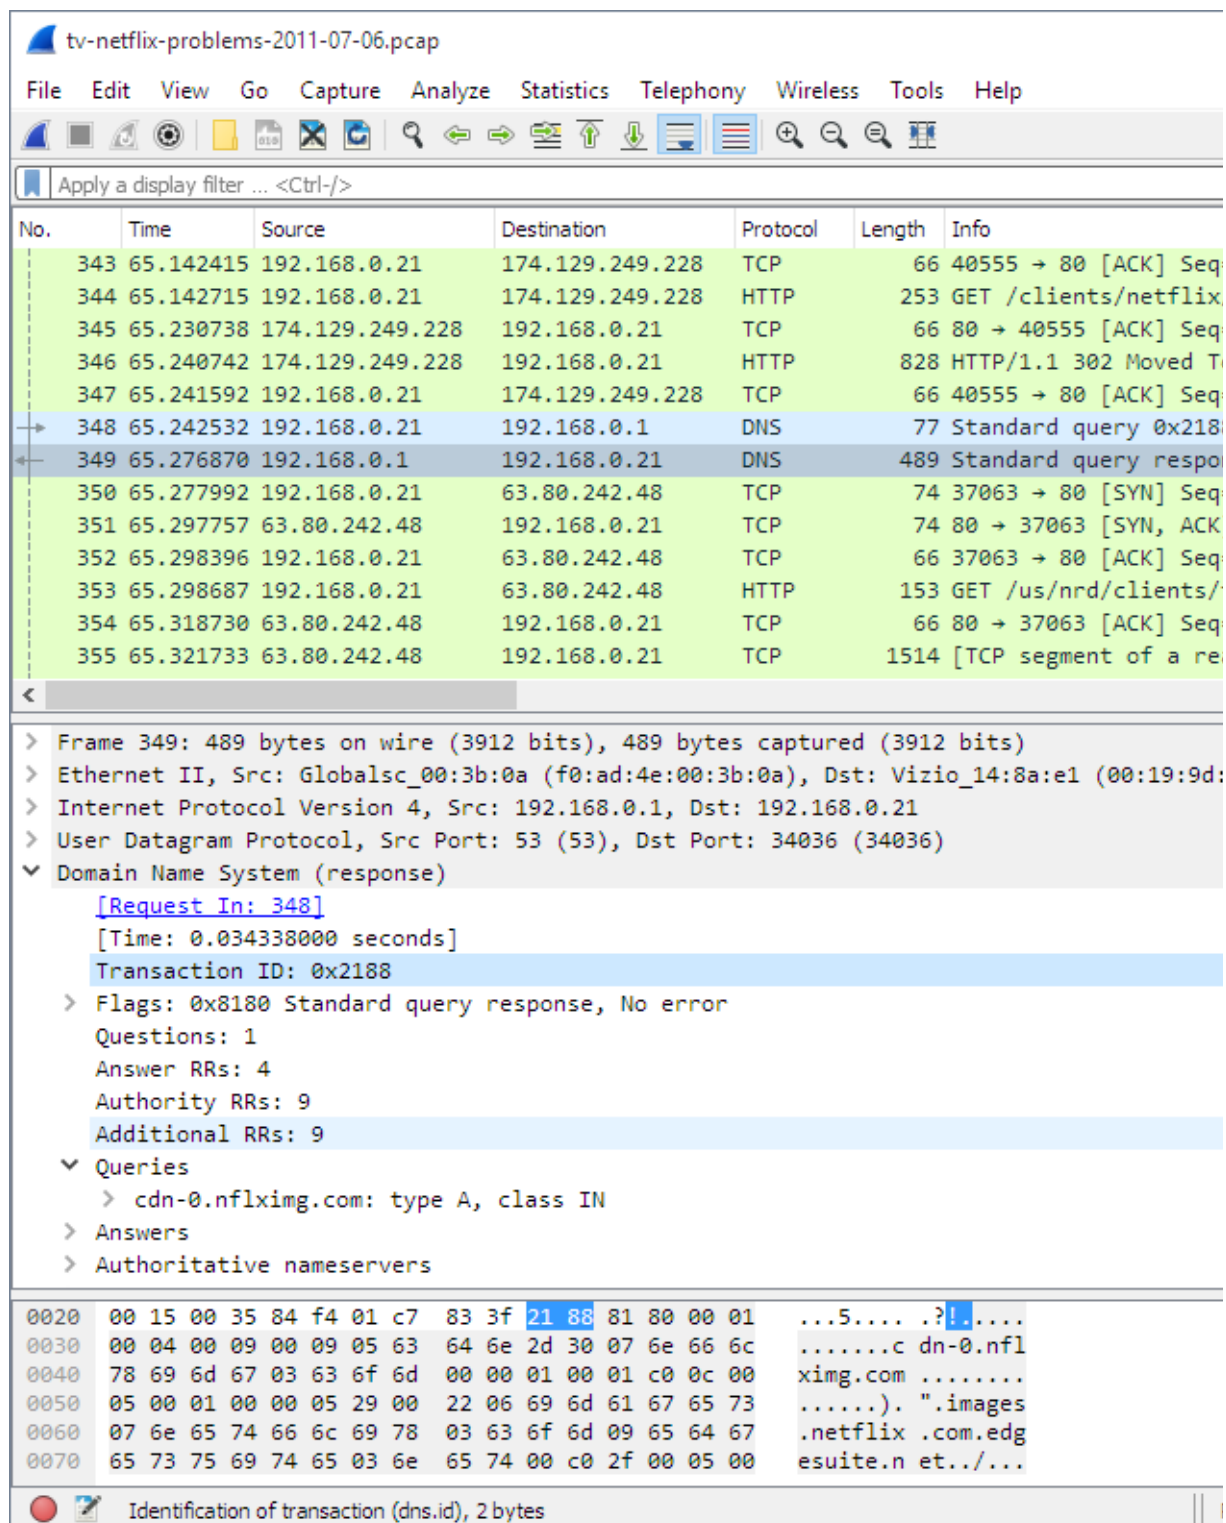 tv-netflix-problems-2011-07-06.pcap
File Edit View Go Capture Analyze Statistics Telephony Wireless Tools Help
Apply a display filter ... <Ctrl-/>
No. Time Source Destination Protocol Length Info
343 65.142415 192.168.0.21 174.129.249.228 TCP 66 40555 → 80 [ACK] Seq=
344 65.142715 192.168.0.21 174.129.249.228 HTTP 253 GET /clients/netflix/
345 65.230738 174.129.249.228 192.168.0.21 TCP 66 80 → 40555 [ACK] Seq=
346 65.240742 174.129.249.228 192.168.0.21 HTTP 828 HTTP/1.1 302 Moved
347 65.241592 192.168.0.21 174.129.249.228 TCP 66 40555 → 80 [ACK] Seq=
348 65.242532 192.168.0.21 192.168.0.1 DNS 77 Standard query 0x2188
349 65.276870 192.168.0.1 192.168.0.21 DNS 489 Standard query respon
350 65.277992 192.168.0.21 63.80.242.48 TCP 74 37063 → 80 [SYN] Seq=
351 65.297757 63.80.242.48 192.168.0.21 TCP 74 80 → 37063 [SYN, ACK
352 65.298396 192.168.0.21 63.80.242.48 TCP 66 37063 → 80 [ACK] Seq=
353 65.298687 192.168.0.21 63.80.242.48 HTTP 153 GET /us/nrd/clients/
354 65.318730 63.80.242.48 192.168.0.21 TCP 66 80 → 37063 [ACK] Seq=
355 65.321733 63.80.242.48 192.168.0.21 TCP 1514 [TCP segment of a rea
Frame 349: 489 bytes on wire (3912 bits), 489 bytes captured (3912 bits)
Ethernet II, Src: Globalsc_00:3b:0a (f0:ad:4e:00:3b:0a), Dst: Vizio_14:8a:e1 (00:19:9d:
Internet Protocol Version 4, Src: 192.168.0.1, Dst: 192.168.0.21
User Datagram Protocol, Src Port: 53 (53), Dst Port: 34036 (34036)
Domain Name System (response)
[Request In: 348]
[Time: 0.034338000 seconds]
Transaction ID: 0x2188
Flags: 0x8180 Standard query response, No error
Questions: 1
Answer RRs: 4
Authority RRs: 9
Additional RRs: 9
Queries
cdn-0.nflximg.com: type A, class IN
Answers
Authoritative nameservers
0020 00 15 00 35 84 f4 01 c7 83 3f 21 88 81 80 00 01 ...5.... .?!.....
0030 00 04 00 09 00 09 05 63 64 6e 2d 30 07 6e 66 6c .......c dn-0.nfl
0040 78 69 6d 67 03 63 6f 6d 00 00 01 00 01 c0 0c 00 ximg.com ........
0050 05 00 01 00 00 05 29 00 22 06 69 6d 61 67 65 73 ......). ".images
0060 07 6e 65 74 66 6c 69 78 03 63 6f 6d 09 65 64 67 .netflix .com.edg
0070 65 73 75 69 74 65 03 6e 65 74 00 c0 2f 00 05 00 esuite.n et../...
Identification of transaction (dns.id), 2 bytes